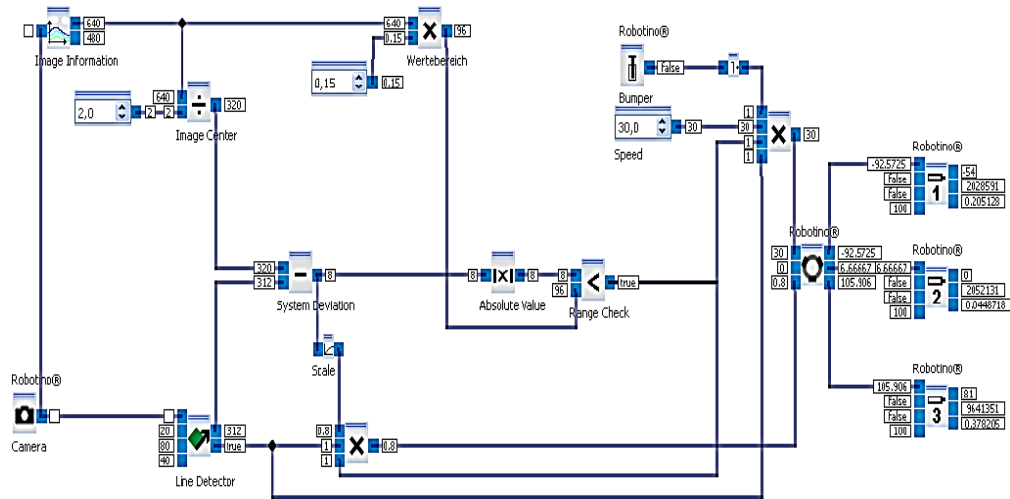 640
480
Image Information
640
0.15
96
Wertebereich
0,15
0.15
2,0
2
2
640
320
Image Center
Robotino®
False
Bumper
30,0
30
Speed
1
30
1
1
30
320
312
8
System Deviation
8
8
Absolute Value
8
96
true
Range Check
Scale
Robotino®
Camera
20
80
40
312
true
Line Detector
0.8
1
1
0.8
Robotino®
30
0
0.8
-92.5725
6.66667
105.906
Robotino®
-92.5725
False
False
100
1
-54
2028591
0.205128
Robotino®
6.66667
False
False
100
2
0
2052131
0.0448718
Robotino®
105.906
False
False
100
3
81
9641351
0.378205